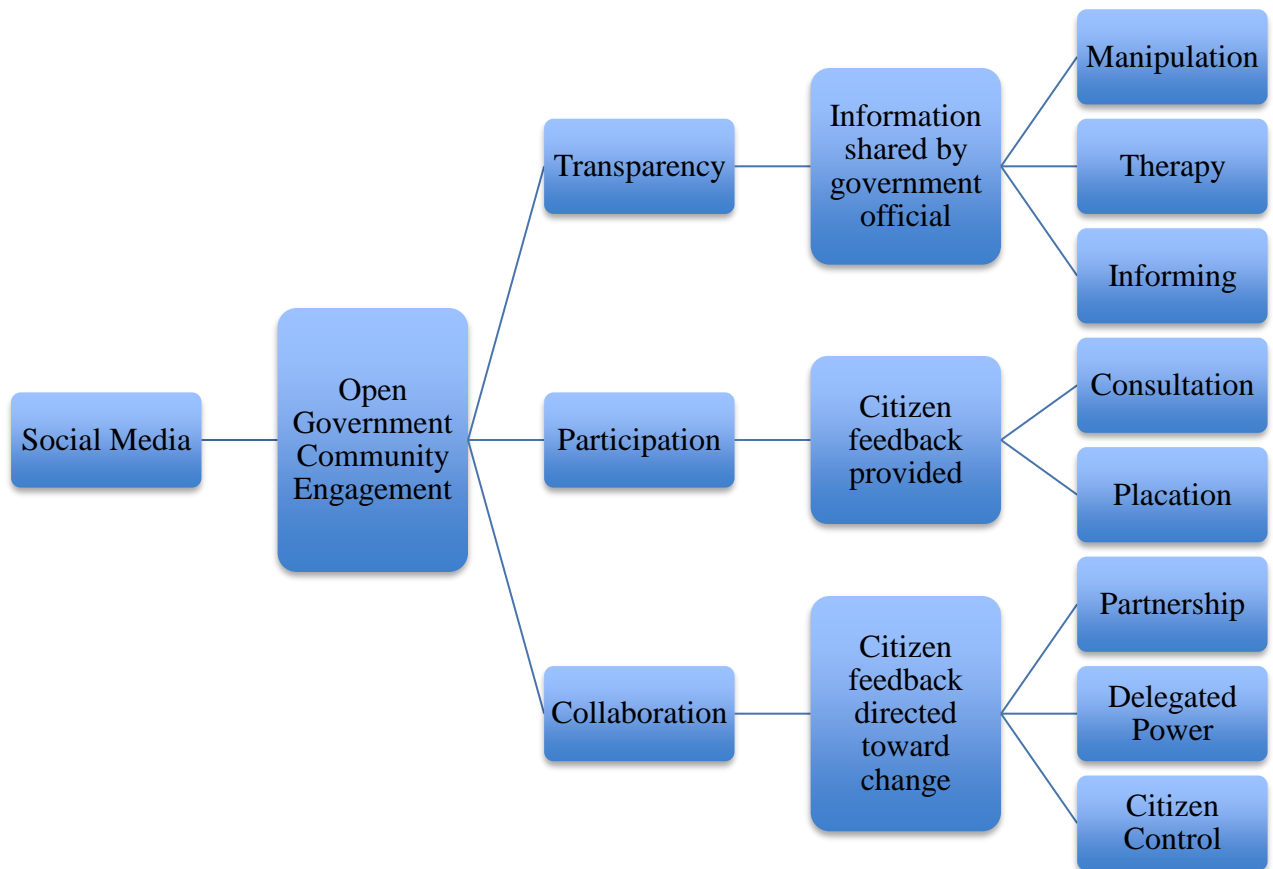 Social Media
Open
Government
Community
Engagement
Transparency
Information
shared by
government
official
Manipulation
Therapy
Informing
Participation
Citizen
feedback
provided
Consultation
Placation
Collaboration
Citizen
feedback
directed
toward
change
Partnership
Delegated
Power
Citizen
Control